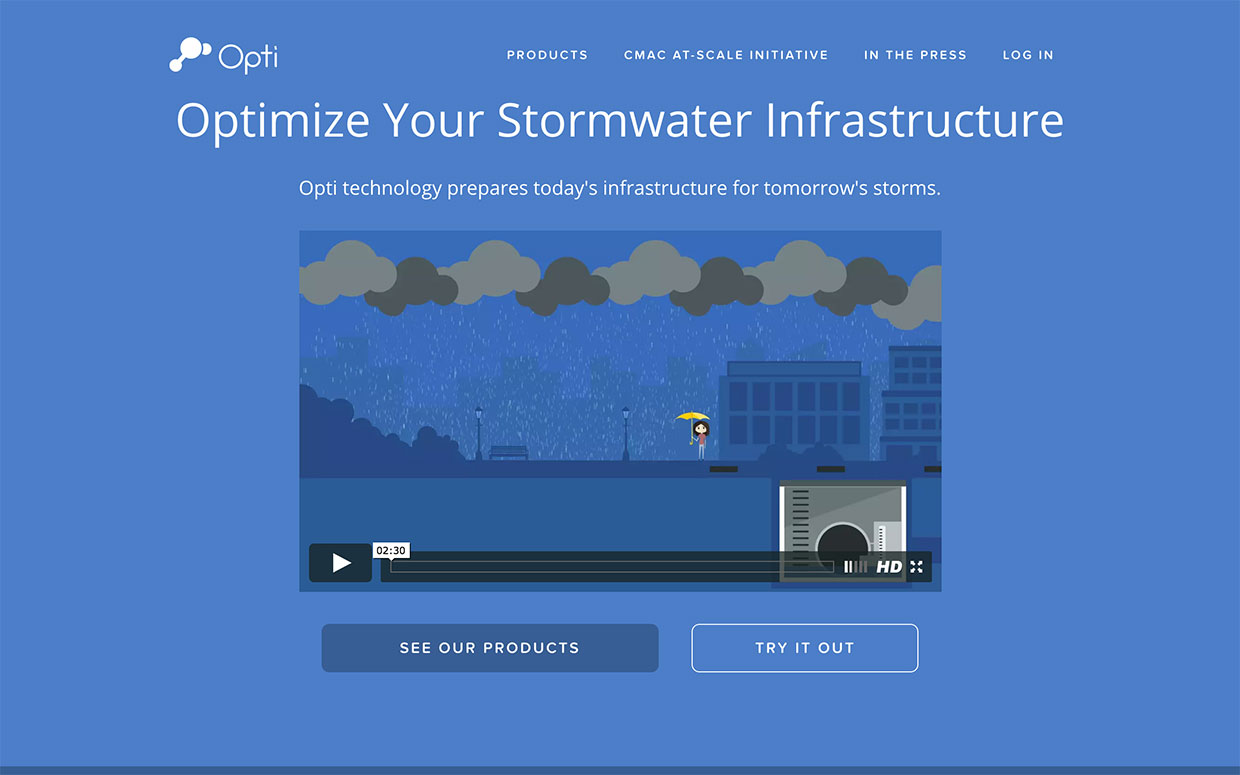 Opti
PRODUCTS
CMAC AT-SCALE INITIATIVE
IN THE PRESS
LOG IN
Optimize Your Stormwater Infrastructure
Opti technology prepares today's infrastructure for tomorrow's storms.
02:30
HD
SEE OUR PRODUCTS
TRY IT OUT